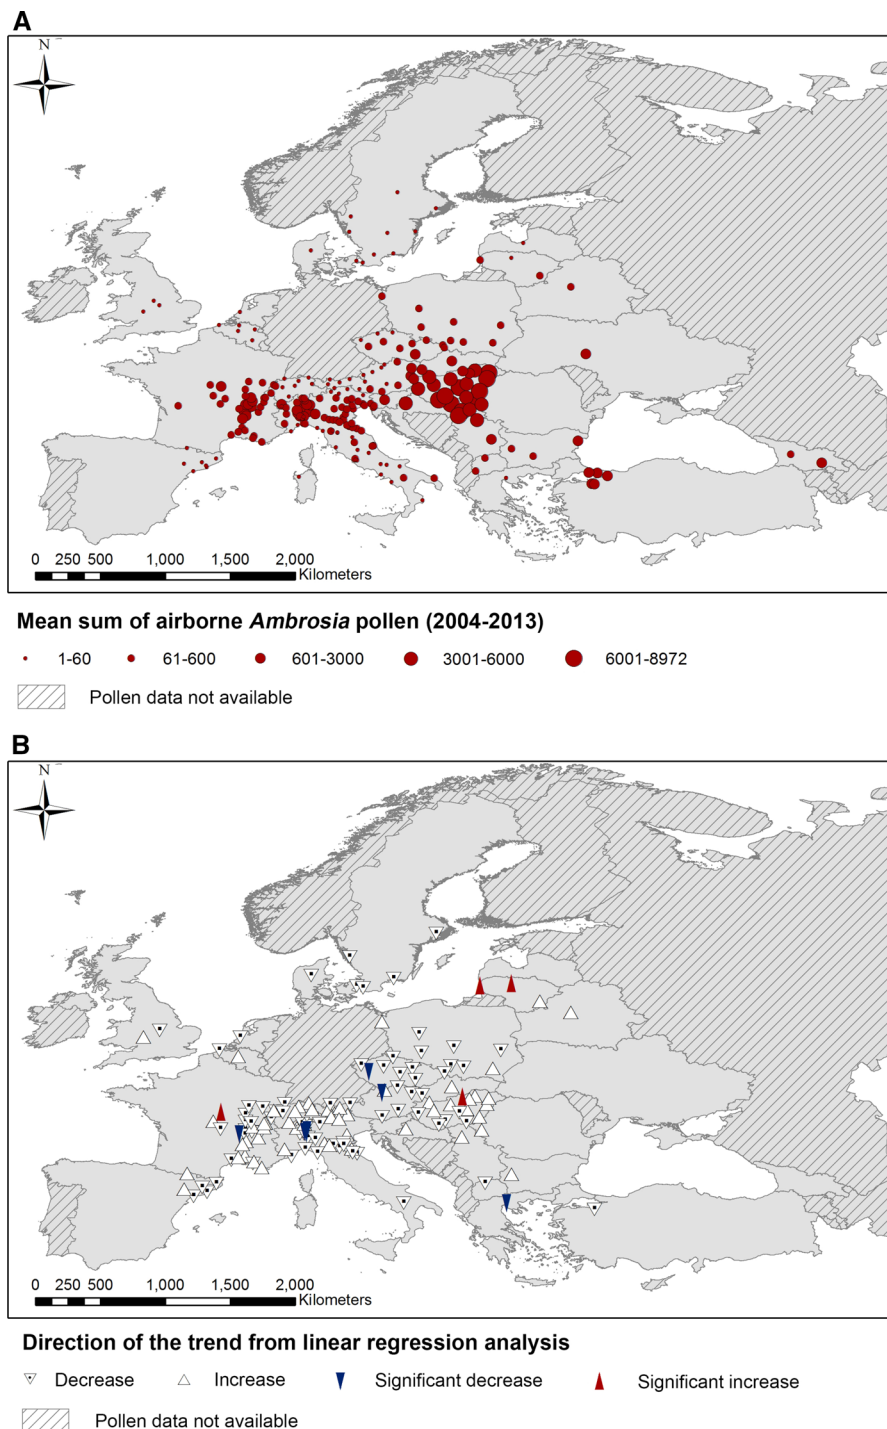 A
N
0 250 500 1,000 1,500 2,000
Kilometers
Mean sum of airborne Ambrosia pollen (2004-2013)
1-60 61-600 601-3000 3001-6000 6001-8972
Pollen data not available
B
N
0 250 500 1,000 1,500 2,000
Kilometers
Direction of the trend from linear regression analysis
Decrease Increase Significant decrease Significant increase
Pollen data not available